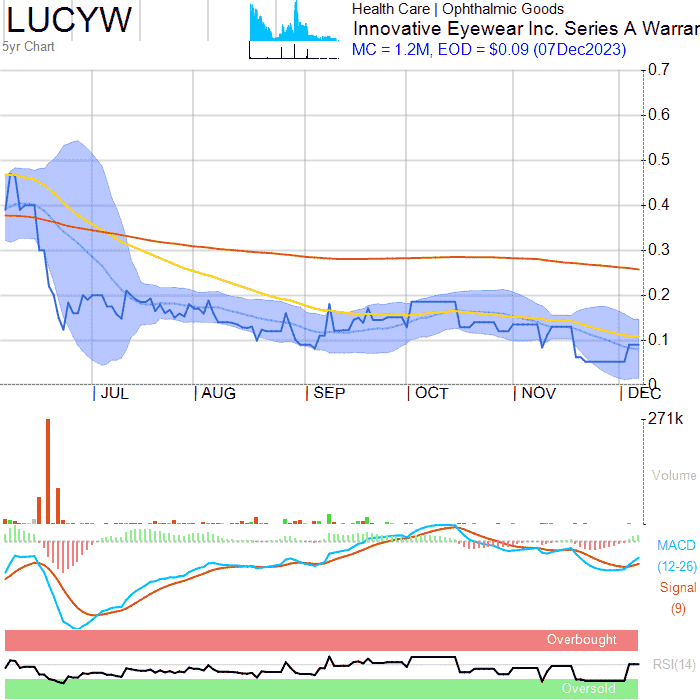 LUCYW
5yr Chart
Health Care | Ophthalmic Goods
Innovative Eyewear Inc. Series A Warran
MC = 1.2M, EOD = $0.09 (07Dec2023)
0.7
0.6
0.5
0.4
0.3
0.2
0.1
0
JUL AUG SEP OCT NOV DEC
271k
Volume
MACD
(12-26)
Signal
(9)
Overbought
RSI(14)
Oversold